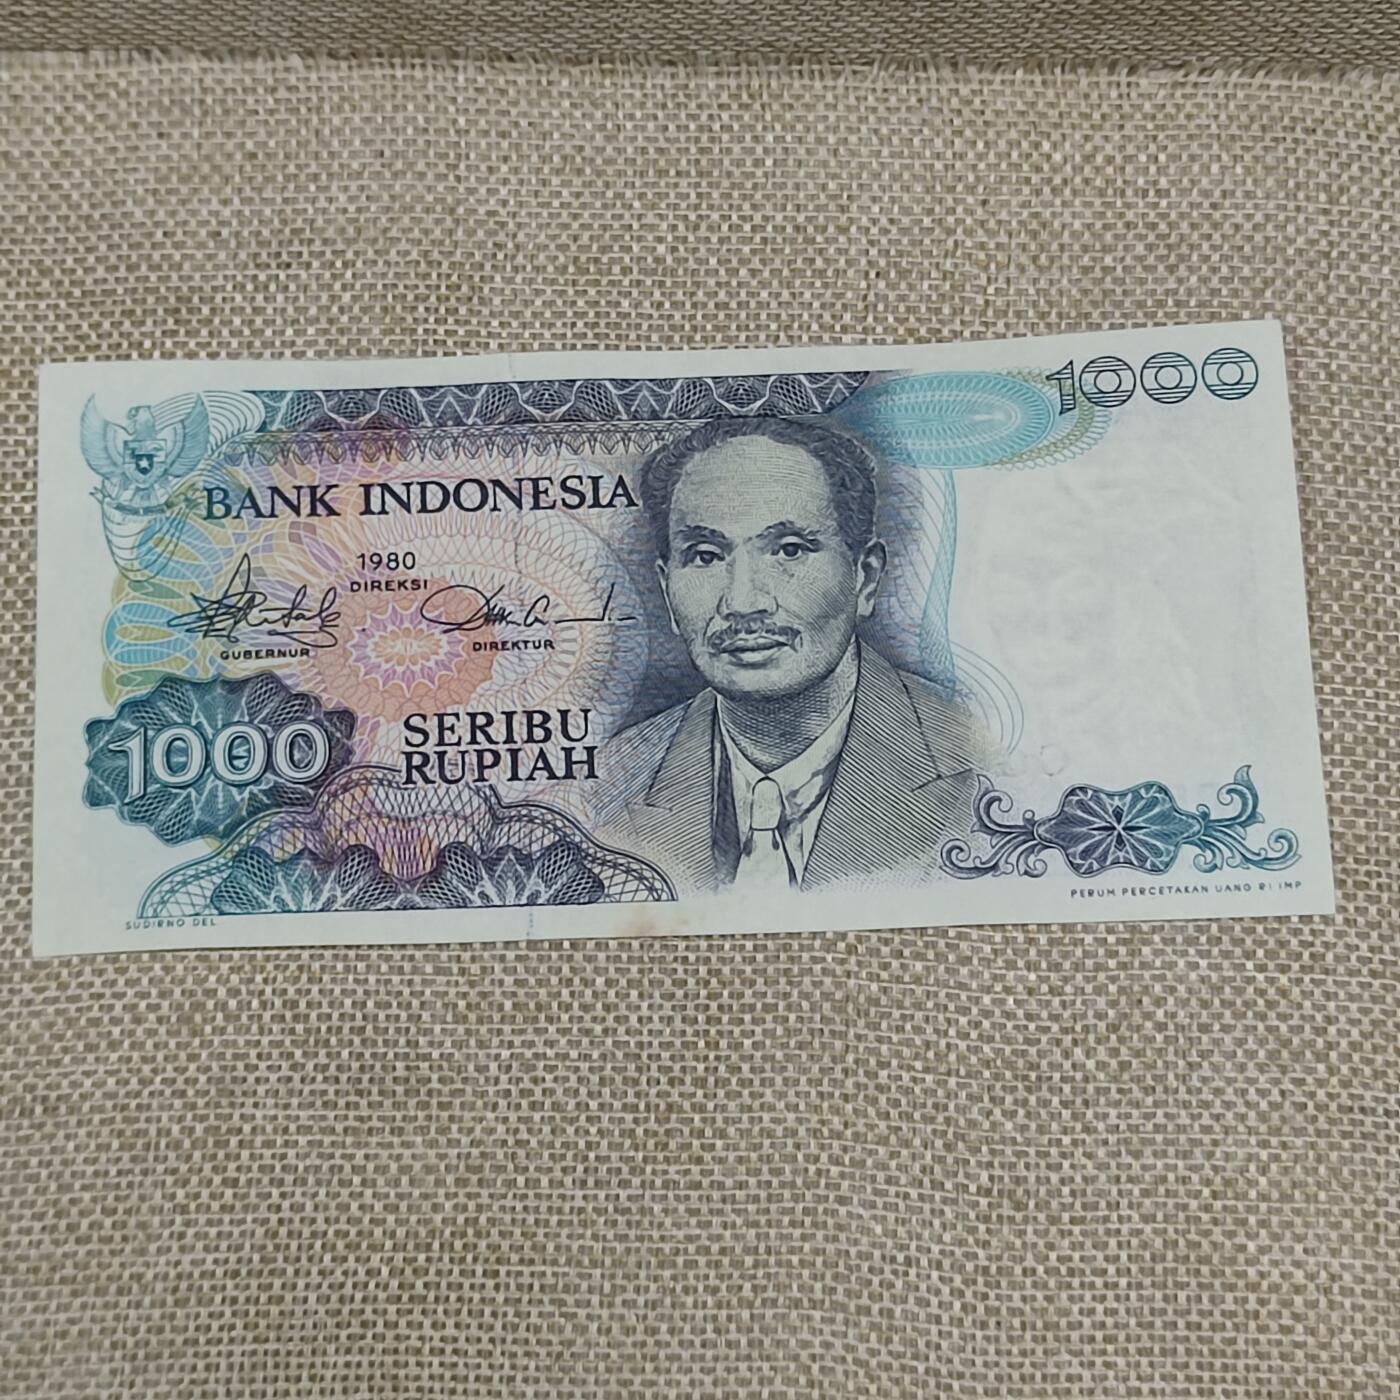 1000
BANK INDONESIA
1980
DIREKSI
GUBERNUR
DIREKTUR
1000
SERIBU
RUPIAH
SUDIRNO DEL
PERUM PERCETAKAN UANG RI IMP